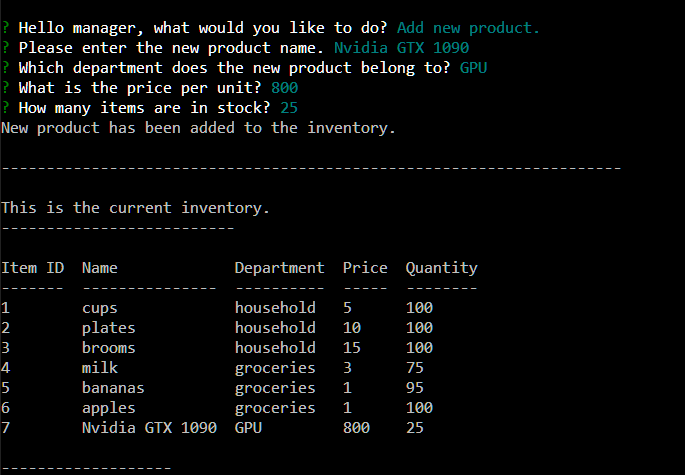 ? Hello manager, what would you like to do? Add new product.
? Please enter the new product name. Nvidia GTX 1090
? Which department does the new product belong to? GPU
? What is the price per unit? 800
? How many items are in stock? 25
New product has been added to the inventory.
---------------------------------------------------------------------
This is the current inventory.
--------------------------
Item ID  Name             Department  Price  Quantity
-------  ---------------  ----------  -----  --------
1        cups             household   5      100
2        plates           household   10     100
3        brooms           household   15     100
4        milk             groceries   3      75
5        bananas          groceries   1      95
6        apples           groceries   1      100
7        Nvidia GTX 1090  GPU         800    25
-------------------